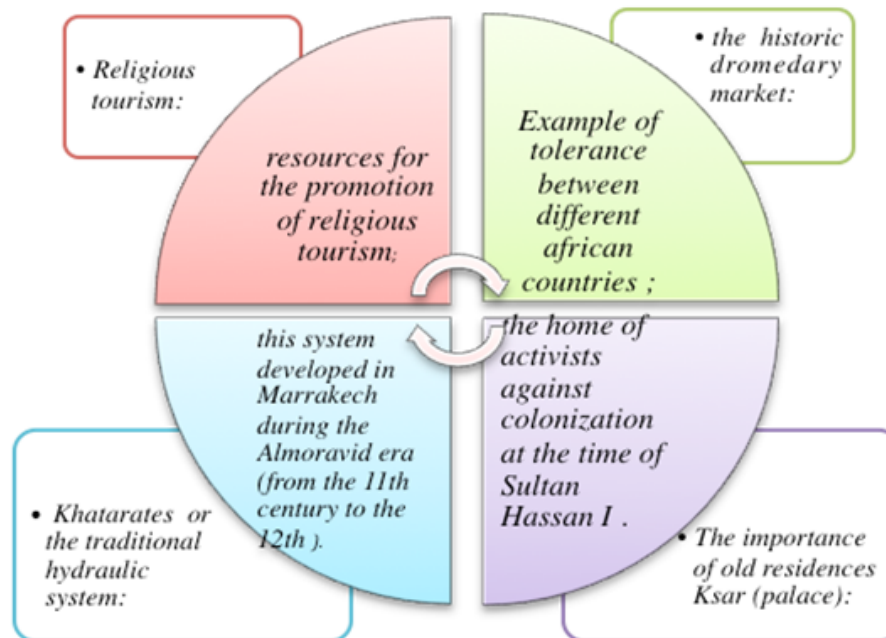 • Religious
tourism:
resources for
the promotion
of religious
tourism;
• the historic
dromedary
market:
Example of
tolerance
between
different
african
countries ;
this system
developed in
Marrakech
during the
Almoravid era
(from the 11th
century to the
12th ).
• Khatarates or
the traditional
hydraulic
system:
the home of
activists
against
colonization
at the time of
Sultan
Hassan I .
• The importance
of old residences
Ksar (palace):